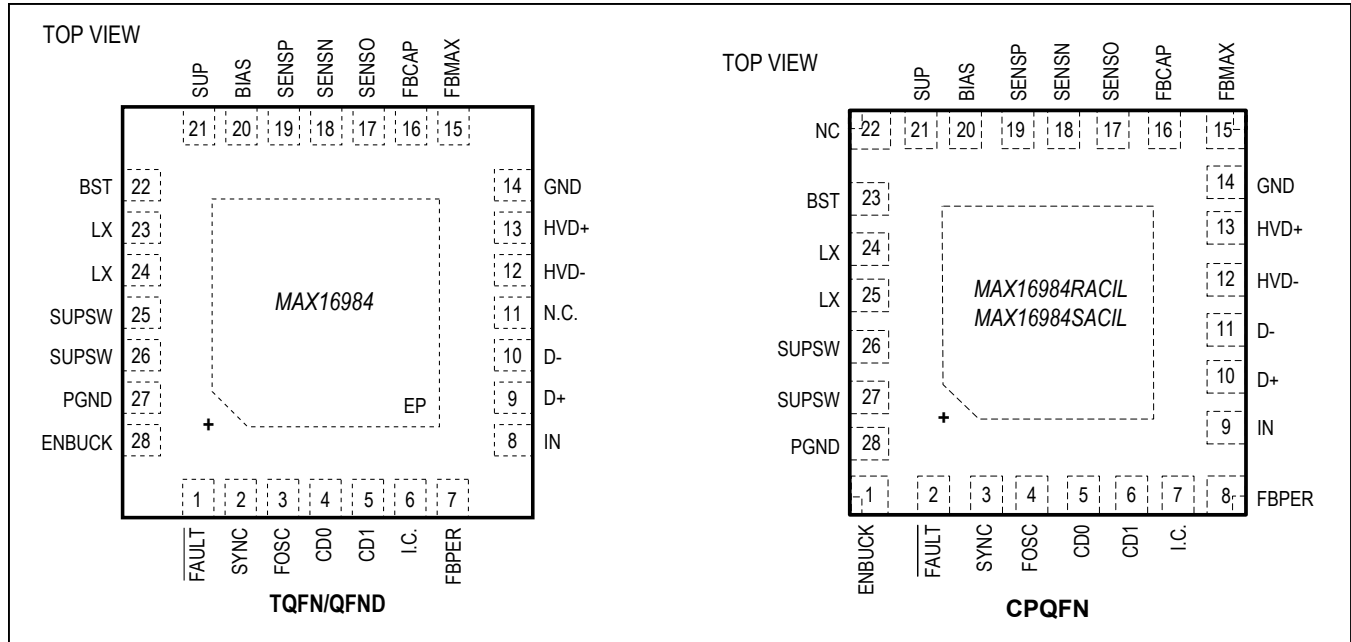 TOP VIEW
SUP
BIAS
SENSP
SENSN
SENSO
FBCAP
FBMAX
21 20 19 18 17 16 15
BST 22
LX 23
LX 24
SUPSW 25
SUPSW 26
PGND 27
ENBUCK 28
14 GND
13 HVD+
12 HVD-
11 N.C.
10 D-
9 D+
8 IN
MAX16984
EP
+
1 2 3 4 5 6 7
FAULT
SYNC
FOSC
CD0
CD1
I.C.
FBPER
TQFN/QFND
TOP VIEW
SUP
BIAS
SENSP
SENSN
SENSO
FBCAP
FBMAX
NC 22 21 20 19 18 17 16 15
BST 23
LX 24
LX 25
SUPSW 26
SUPSW 27
PGND 28
14 GND
13 HVD+
12 HVD-
11 D-
10 D+
9 IN
MAX16984RACIL
MAX16984SACIL
+
1 2 3 4 5 6 7 8 FBPER
ENBUCK
FAULT
SYNC
FOSC
CD0
CD1
I.C.
CPQFN